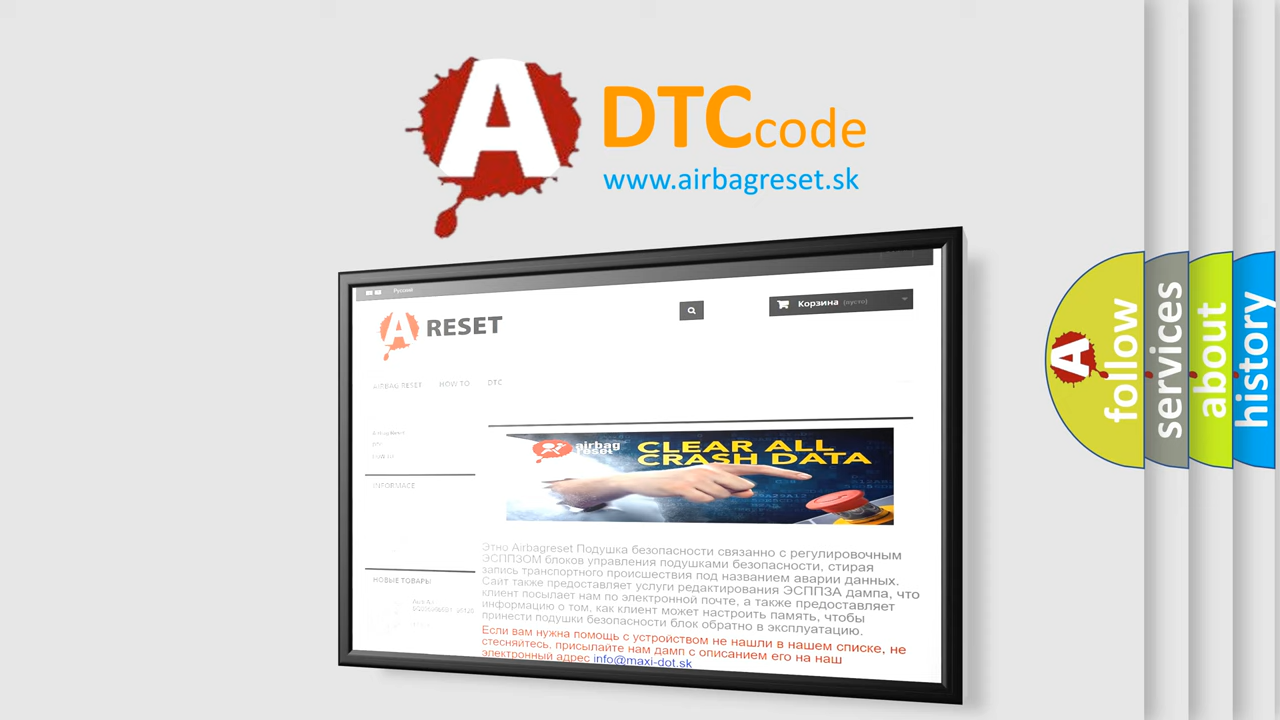 A
DTC code
www.airbagreset.sk
Русский
A RESET
Корзина (пусто)
AIRBAG RESET HOW TO DTC
INFORMACE
airbag
reset
CLEAR ALL
CRASH DATA
Этно Airbagreset Подушка безопасности связанно с регулировочным
ЭСППЗОМ блоков управления подушками безопасности, стирая
запись транспортного происшествия под названием аварии данных.
Сайт также предоставляет услуги редактирования ЭСППЗА дампа, что
клиент посылает нам по электронной почте, а также предоставляет
информацию о том, как клиент может настроить память, чтобы
принести подушки безопасности блок обратно в эксплуатацию.
Если вам нужна помощь с устройством не нашли в нашем списке, не
стесняйтесь, присылайте нам дамп с описанием его на наш
электронный адрес info@maxi-dot.sk
НОВЫЕ ТОВАРЫ
A
follow
services
about
history